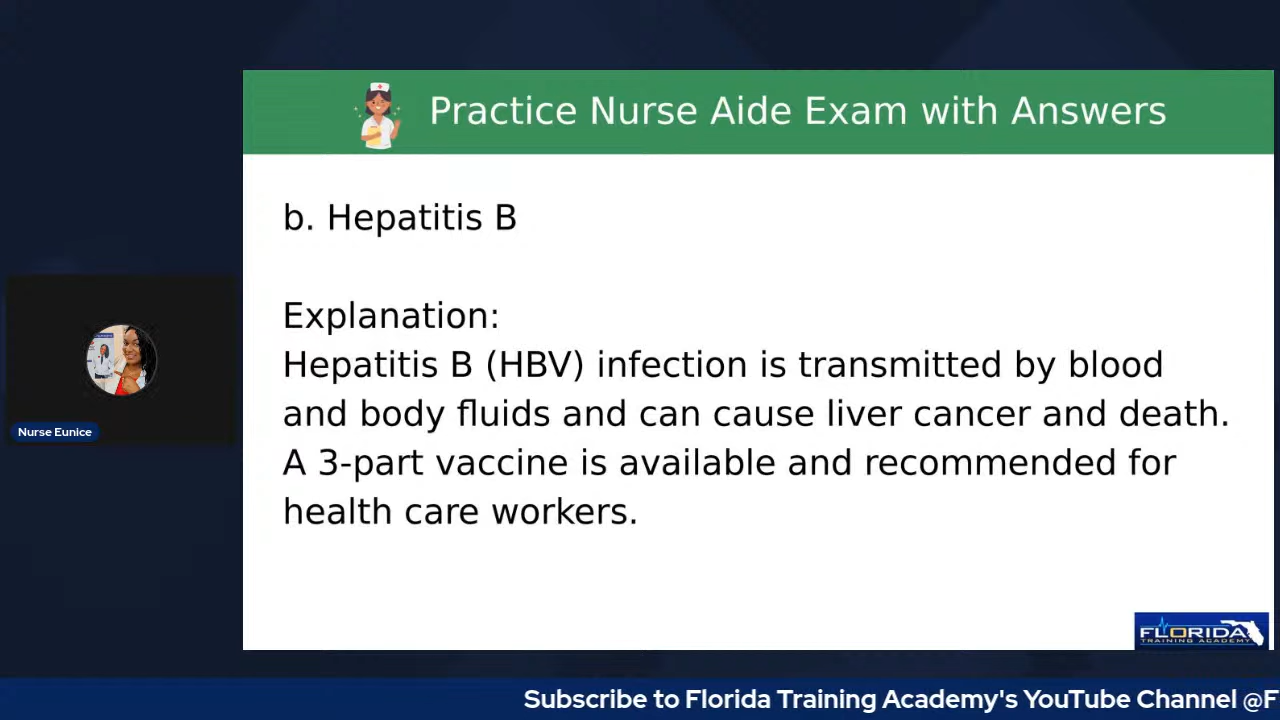 Practice Nurse Aide Exam with Answers
b. Hepatitis B
Explanation:
Hepatitis B (HBV) infection is transmitted by blood
and body fluids and can cause liver cancer and death.
A 3-part vaccine is available and recommended for
health care workers.
Nurse Eunice
FLORIDA
TRAINING ACADEMY
Subscribe to Florida Training Academy's YouTube Channel @F